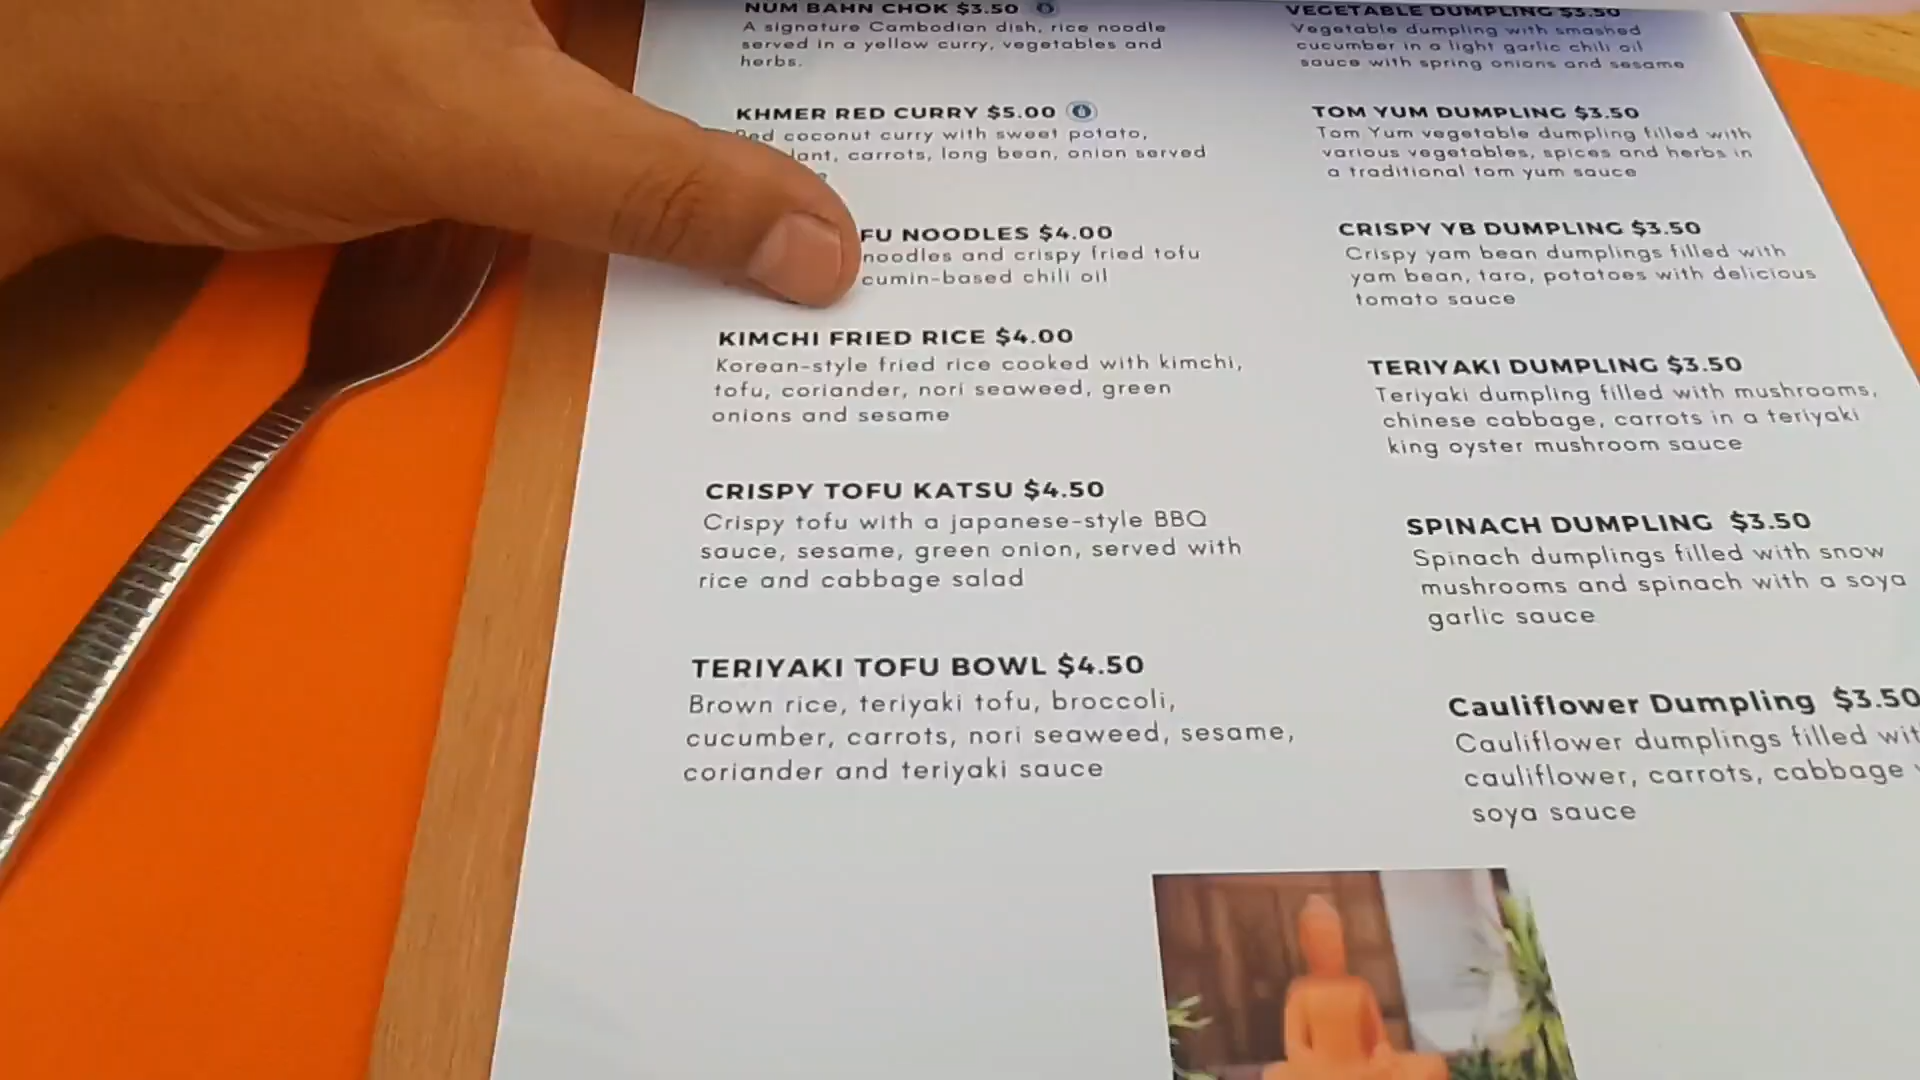 NUM BAHN CHOK $3.50
A signature Cambodian dish, rice noodle
served in a yellow curry, vegetables and
herbs.
KHMER RED CURRY $5.00
Red coconut curry with sweet potato,
carrots, long bean, onion served
NOODLES $4.00
noodles and crispy fried tofu
cumin-based chili oil
KIMCHI FRIED RICE $4.00
Korean-style fried rice cooked with kimchi,
tofu, coriander, nori seaweed, green
onions and sesame
CRISPY TOFU KATSU $4.50
Crispy tofu with a japanese-style BBQ
sauce, sesame, green onion, served with
rice and cabbage salad
TERIYAKI TOFU BOWL $4.50
Brown rice, teriyaki tofu, broccoli,
cucumber, carrots, nori seaweed, sesame,
coriander and teriyaki sauce
VEGETABLE DUMPLING $3.50
Vegetable dumpling with smashed
cucumber in a light garlic chili oil
sauce with spring onions and sesame
TOM YUM DUMPLING $3.50
Tom Yum vegetable dumpling filled with
various vegetables, spices and herbs in
a traditional tom yum sauce
CRISPY YB DUMPLING $3.50
Crispy yam bean dumplings filled with
yam bean, taro, potatoes with delicious
tomato sauce
TERIYAKI DUMPLING $3.50
Teriyaki dumpling filled with mushrooms,
chinese cabbage, carrots in a teriyaki
king oyster mushroom sauce
SPINACH DUMPLING $3.50
Spinach dumplings filled with snow
mushrooms and spinach with a soya
garlic sauce
Cauliflower Dumpling $3.50
Cauliflower dumplings filled
cauliflower, carrots, cabbage
soya sauce